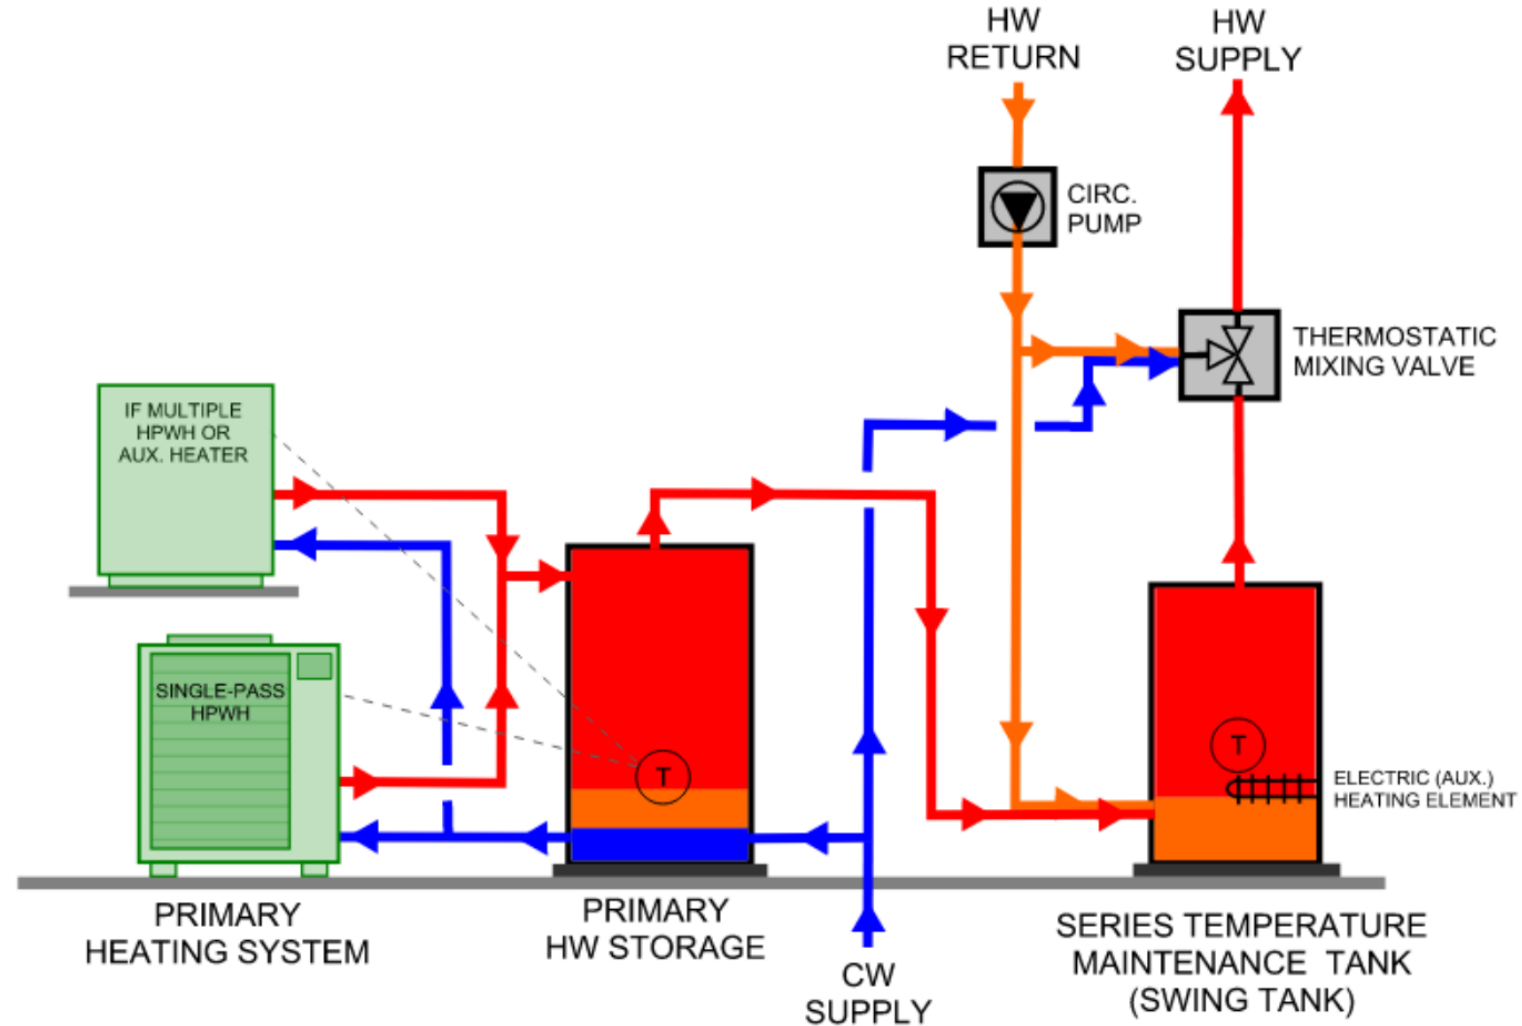 HW
RETURN
HW
SUPPLY
CIRC.
PUMP
THERMOSTATIC
MIXING VALVE
IF MULTIPLE
HPWH OR
AUX. HEATER
SINGLE-PASS
HPWH
T
T
ELECTRIC (AUX.)
HEATING ELEMENT
PRIMARY
HEATING SYSTEM
PRIMARY
HW STORAGE
CW
SUPPLY
SERIES TEMPERATURE
MAINTENANCE TANK
(SWING TANK)